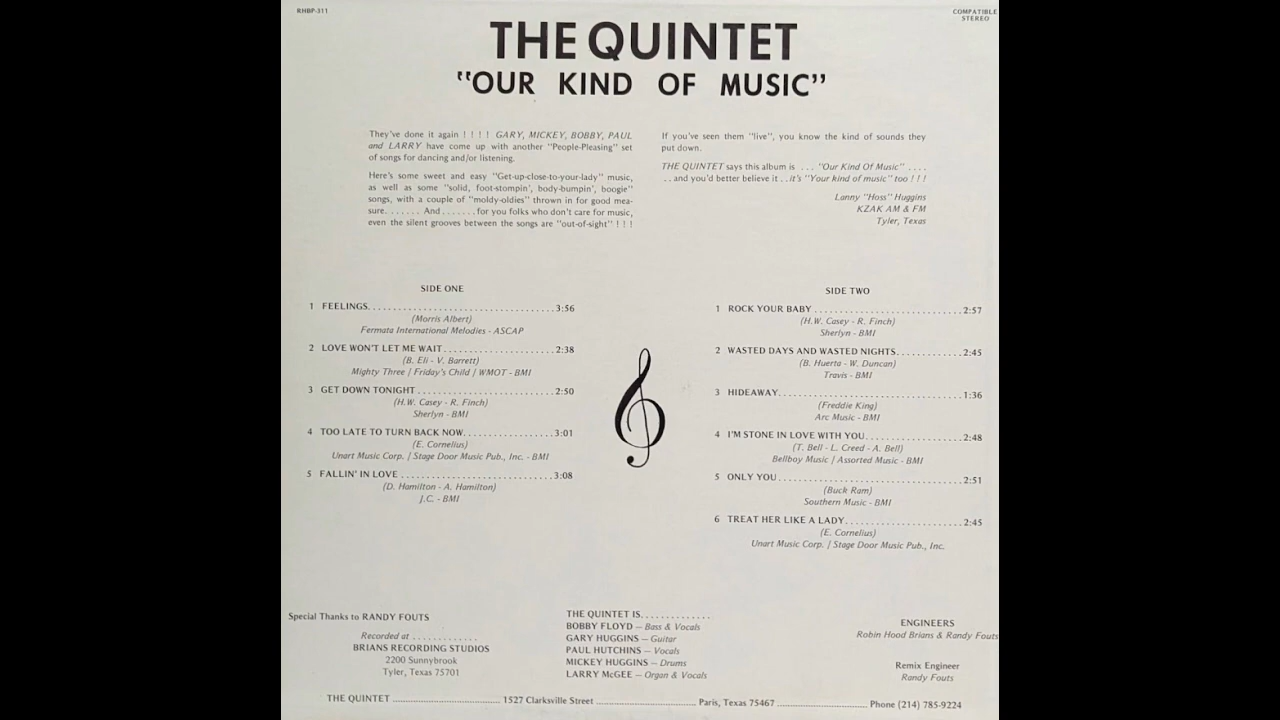 RHBP-311
COMPATIBLE
STEREO
THE QUINTET
"OUR KIND OF MUSIC"
They've done it again ! ! ! ! GARY, MICKEY, BOBBY, PAUL
and LARRY have come up with another "People-Pleasing" set
of songs for dancing and/or listening.
Here's some sweet and easy "Get-up-close-to-your-lady" music,
as well as some "solid, foot-stompin', body-bumpin', boogie"
songs, with a couple of "moldy-oldies" thrown in for good mea-
sure. . . . . . . And . . . . . . . for you folks who don't care for music,
even the silent grooves between the songs are "out-of-sight" ! ! !
If you've seen them "live", you know the kind of sounds they
put down.
THE QUINTET says this album is . . . "Our Kind Of Music" . . . .
. . and you'd better believe it . . it's "Your kind of music" too ! ! !
Lanny "Hoss" Huggins
KZAK AM & FM
Tyler, Texas
SIDE ONE
1 FEELINGS. . . . . . . . . . . . . . . . . . . . . . . . . . . . . . 3:56
(Morris Albert)
Fermata International Melodies - ASCAP
2 LOVE WON'T LET ME WAIT . . . . . . . . . . . . . . . . . . 2:38
(B. Eli - V. Barrett)
Mighty Three / Friday's Child / WMOT - BMI
3 GET DOWN TONIGHT . . . . . . . . . . . . . . . . . . . . . . 2:50
(H.W. Casey - R. Finch)
Sherlyn - BMI
4 TOO LATE TO TURN BACK NOW. . . . . . . . . . . . . . 3:01
(E. Cornelius)
Unart Music Corp. / Stage Door Music Pub., Inc. - BMI
5 FALLIN' IN LOVE . . . . . . . . . . . . . . . . . . . . . . . . . 3:08
(D. Hamilton - A. Hamilton)
J.C. - BMI
SIDE TWO
1 ROCK YOUR BABY . . . . . . . . . . . . . . . . . . . . . . . . 2:57
(H.W. Casey - R. Finch)
Sherlyn - BMI
2 WASTED DAYS AND WASTED NIGHTS. . . . . . . . . . . 2:45
(B. Huerta - W. Duncan)
Travis - BMI
3 HIDEAWAY. . . . . . . . . . . . . . . . . . . . . . . . . . . . . 1:36
(Freddie King)
Arc Music - BMI
4 I'M STONE IN LOVE WITH YOU. . . . . . . . . . . . . . . 2:48
(T. Bell - L. Creed - A. Bell)
Bellboy Music / Assorted Music - BMI
5 ONLY YOU . . . . . . . . . . . . . . . . . . . . . . . . . . . . . 2:51
(Buck Ram)
Southern Music - BMI
6 TREAT HER LIKE A LADY. . . . . . . . . . . . . . . . . . . 2:45
(E. Cornelius)
Unart Music Corp. / Stage Door Music Pub., Inc.
Special Thanks to RANDY FOUTS
Recorded at . . . . . . . . . . . . .
BRIANS RECORDING STUDIOS
2200 Sunnybrook
Tyler, Texas 75701
THE QUINTET IS. . . . . . . . . . . . .
BOBBY FLOYD — Bass & Vocals
GARY HUGGINS — Guitar
PAUL HUTCHINS — Vocals
MICKEY HUGGINS — Drums
LARRY McGEE — Organ & Vocals
ENGINEERS
Robin Hood Brians & Randy Fouts
Remix Engineer
Randy Fouts
THE QUINTET ........................................ 1527 Clarksville Street ..................................... Paris, Texas 75467 ................................. Phone (214) 785-9224